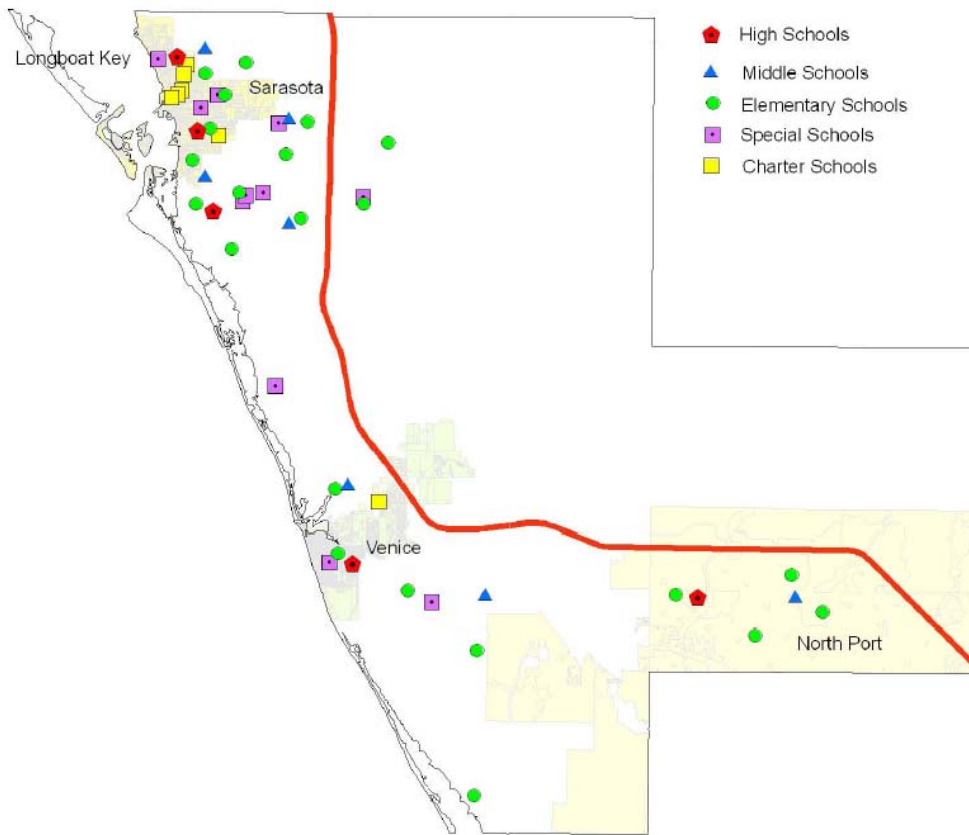 Longboat Key
Sarasota
High Schools
Middle Schools
Elementary Schools
Special Schools
Charter Schools
Venice
North Port